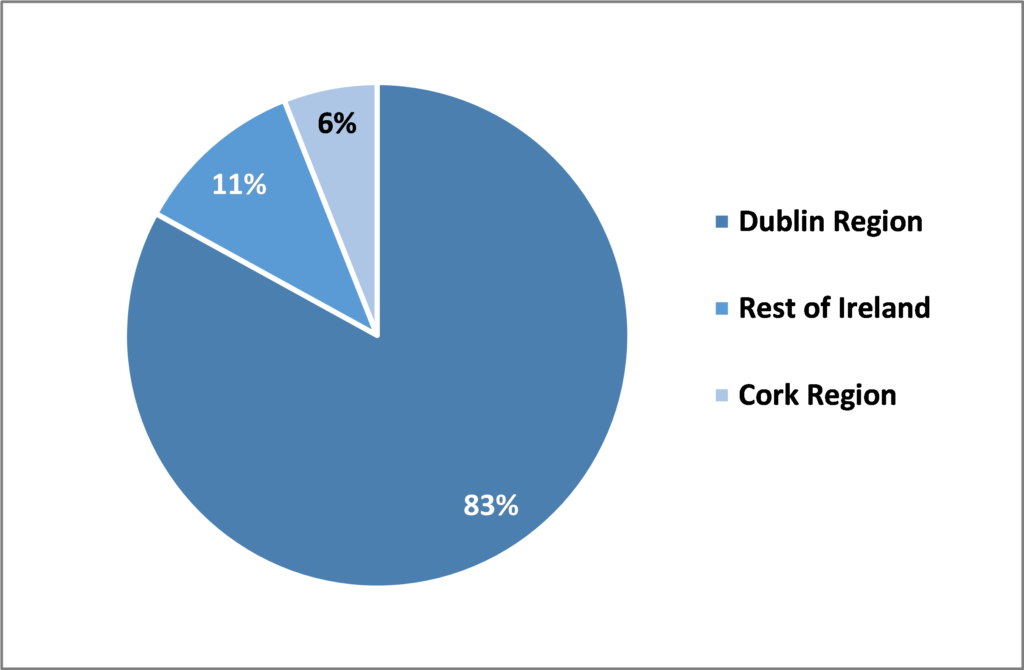 6%
11%
83%
Dublin Region
Rest of Ireland
Cork Region